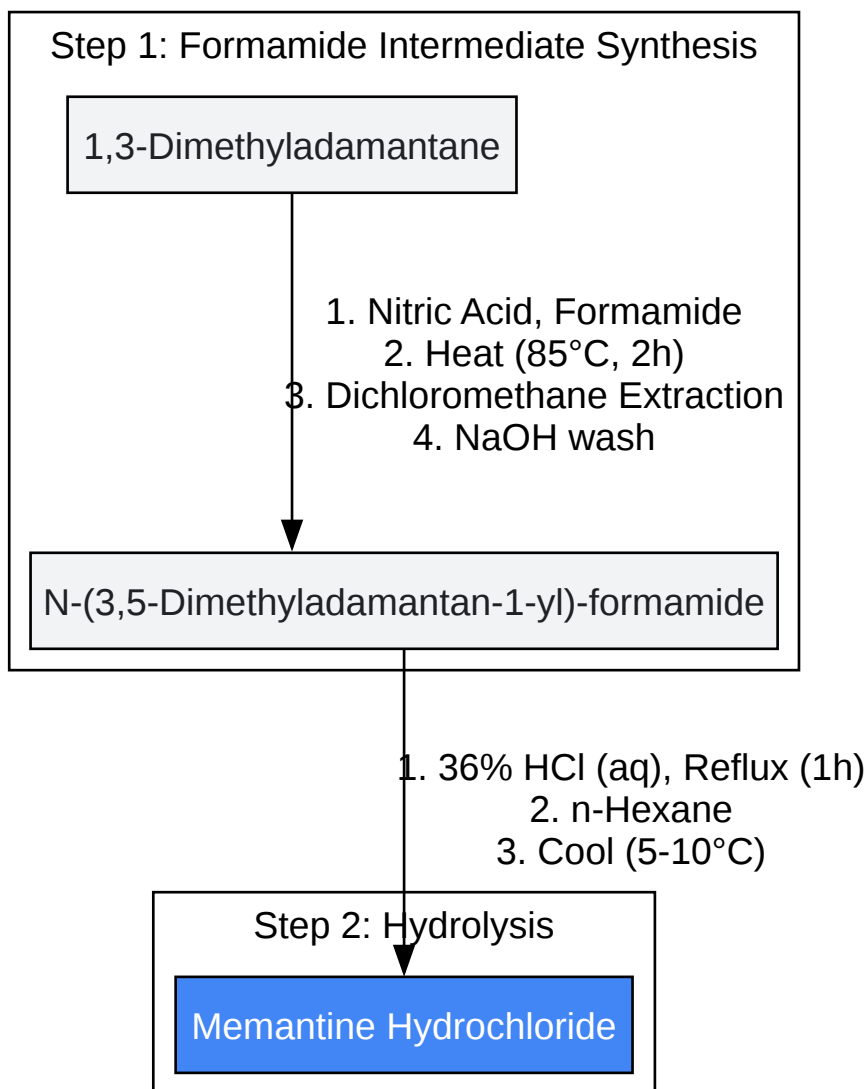 Step 1: Formamide Intermediate Synthesis
1,3-Dimethyladamantane
1. Nitric Acid, Formamide
2. Heat (85°C, 2h)
3. Dichloromethane Extraction
4. NaOH wash
N-(3,5-Dimethyladamantan-1-yl)-formamide
1. 36% HCl (aq), Reflux (1h)
2. n-Hexane
3. Cool (5-10°C)
Step 2: Hydrolysis
Memantine Hydrochloride